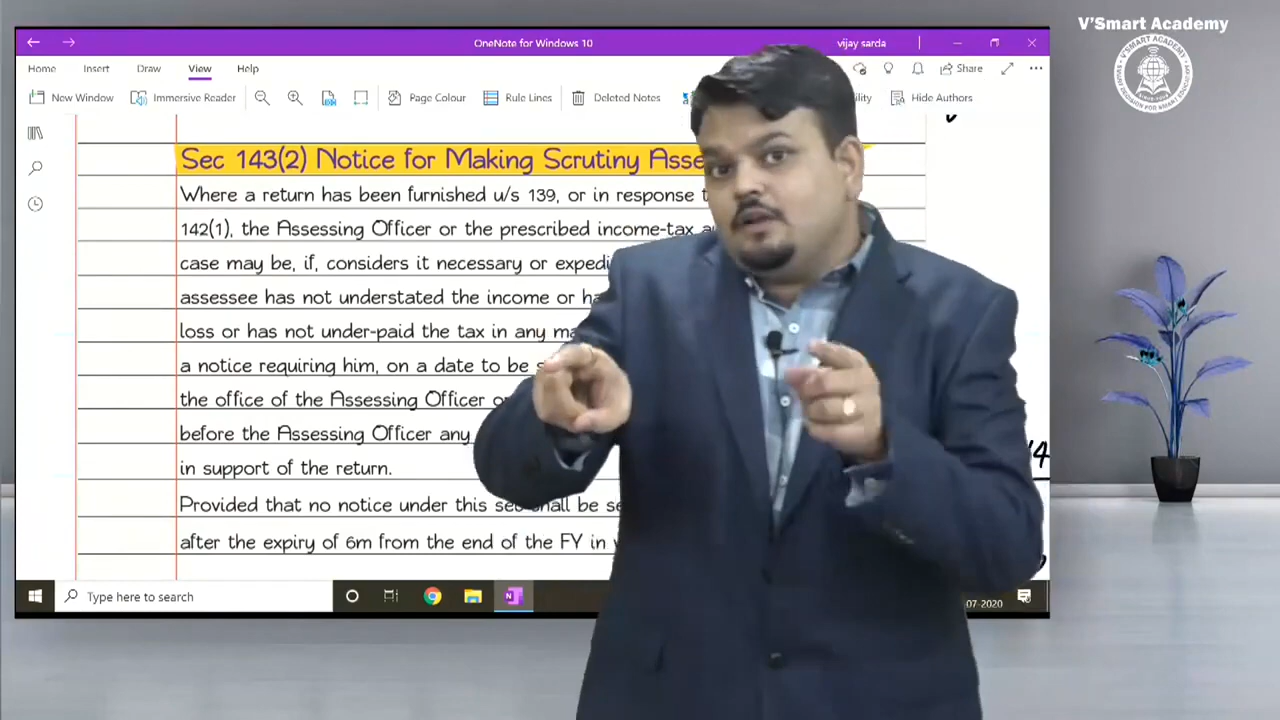 V'Smart Academy
OneNote for Windows 10
vijay sarda
Home Insert Draw View Help
Share
New Window Immersive Reader Page Colour Rule Lines Deleted Notes Hide Authors
Sec 143(2) Notice for Making Scrutiny
Where a return has been furnished u/s 139, or in response
142(1), the Assessing Officer or the prescribed income-tax
case may be, if, considers it necessary or
assessee has not understated the income or
loss or has not under-paid the tax in any
a notice requiring him, on a date to be
the office of the Assessing Officer
before the Assessing Officer any
in support of the return.
Provided that no notice under this sec shall be
after the expiry of 6m from the end of the FY in
Type here to search
07-2020